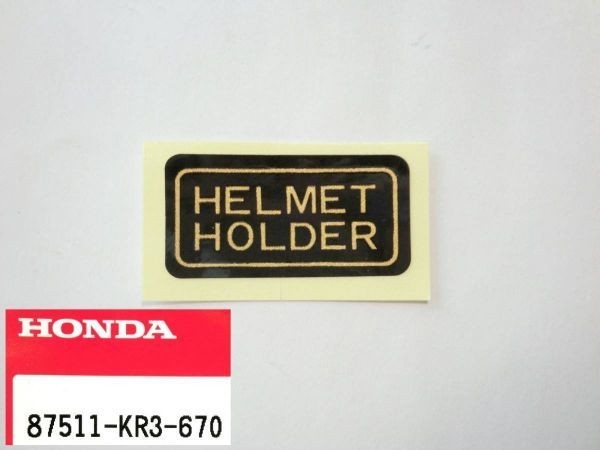 HELMET
HOLDER
HONDA
87511-KR3-670